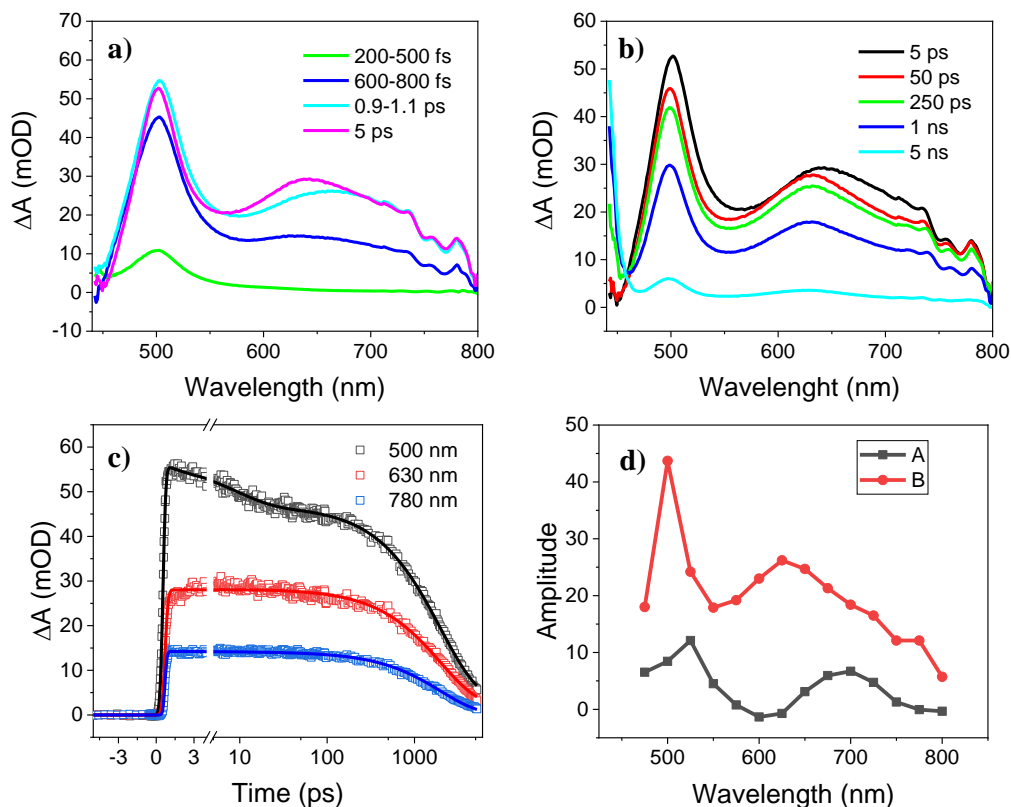 a)
200-500 fs
600-800 fs
0.9-1.1 ps
5 ps
ΔA (mOD)
70
60
50
40
30
20
10
0
-10
500
600
700
800
Wavelength (nm)
b)
5 ps
50 ps
250 ps
1 ns
5 ns
ΔA (mOD)
60
50
40
30
20
10
0
500
600
700
800
Wavelenght (nm)
c)
500 nm
630 nm
780 nm
ΔA (mOD)
60
50
40
30
20
10
0
-3
0
3
10
100
1000
Time (ps)
d)
A
B
Amplitude
50
40
30
20
10
0
500
600
700
800
Wavelength (nm)